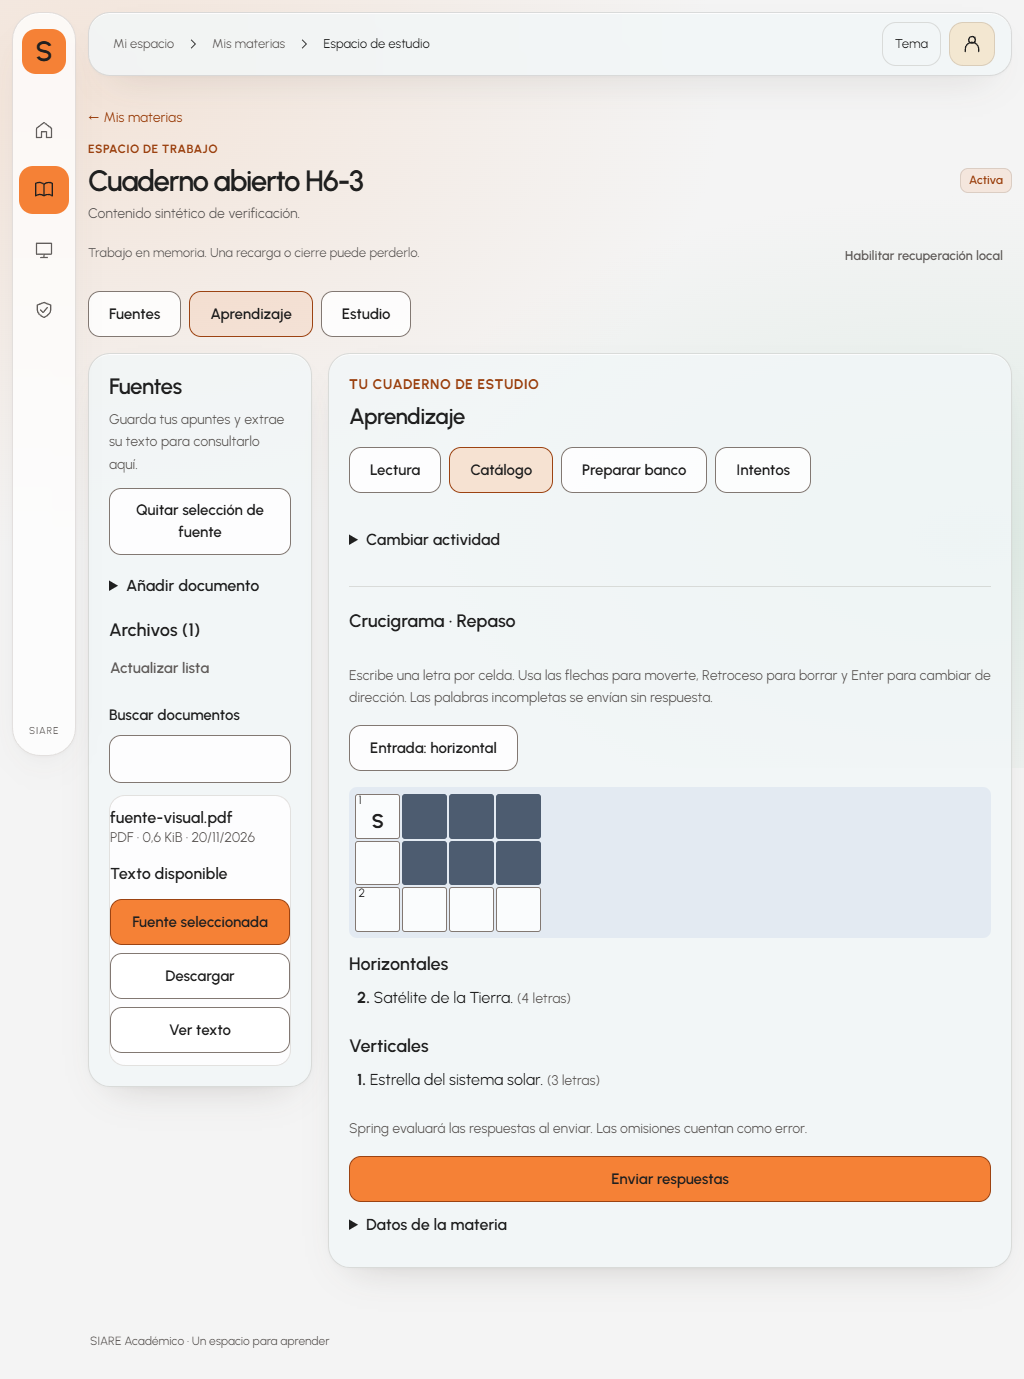 S
Mi espacio > Mis materias > Espacio de estudio
Tema
← Mis materias
ESPACIO DE TRABAJO
Cuaderno abierto H6-3
Activa
Contenido sintético de verificación.
Trabajo en memoria. Una recarga o cierre puede perderlo.
Habilitar recuperación local
Fuentes
Aprendizaje
Estudio
Fuentes
Guarda tus apuntes y extrae
su texto para consultarlo
aquí.
Quitar selección de
fuente
▶ Añadir documento
Archivos (1)
Actualizar lista
Buscar documentos
fuente-visual.pdf
PDF · 0,6 KiB · 20/11/2026
Texto disponible
Fuente seleccionada
Descargar
Ver texto
TU CUADERNO DE ESTUDIO
Aprendizaje
Lectura
Catálogo
Preparar banco
Intentos
▶ Cambiar actividad
Crucigrama · Repaso
Escribe una letra por celda. Usa las flechas para moverte, Retroceso para borrar y Enter para cambiar de
dirección. Las palabras incompletas se envían sin respuesta.
Entrada: horizontal
1
S
2
Horizontales
2. Satélite de la Tierra. (4 letras)
Verticales
1. Estrella del sistema solar. (3 letras)
Spring evaluará las respuestas al enviar. Las omisiones cuentan como error.
Enviar respuestas
▶ Datos de la materia
SIARE
SIARE Académico · Un espacio para aprender